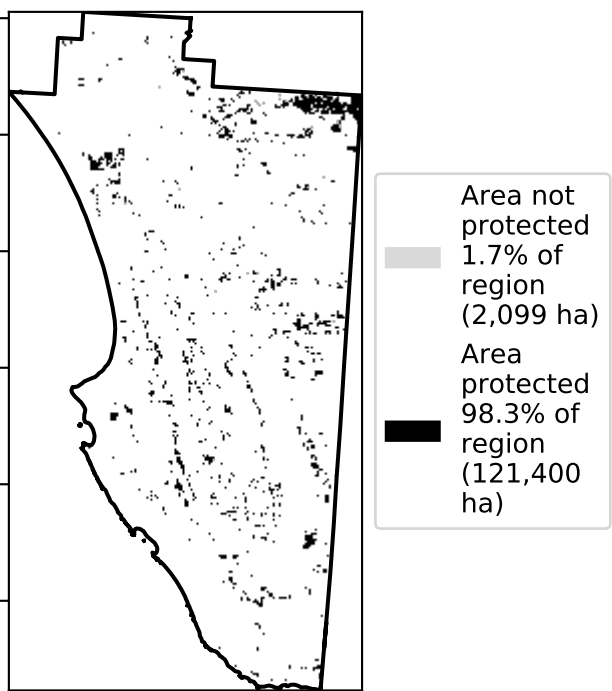 Area not
protected
1.7% of
region
(2,099 ha)
Area
protected
98.3% of
region
(121,400
ha)